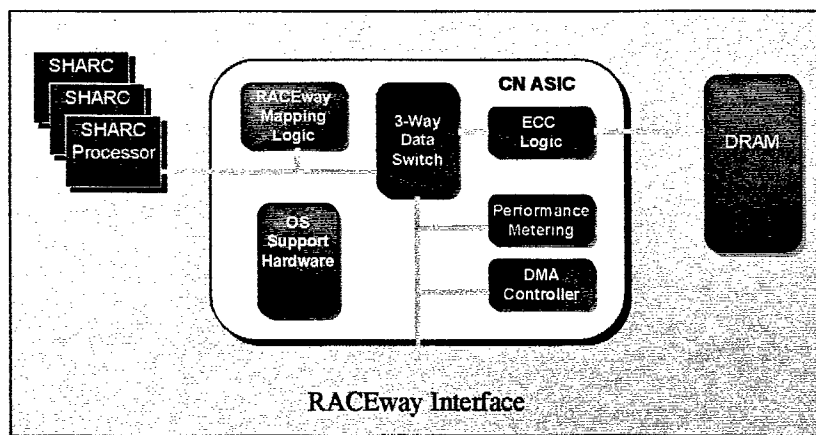 SHARC
SHARC
SHARC
Processor
RACEway
Mapping
Logic
3-Way
Data
Switch
CN ASIC
ECC
Logic
DRAM
OS
Support
Hardware
Performance
Metering
DMA
Controller
RACEway Interface